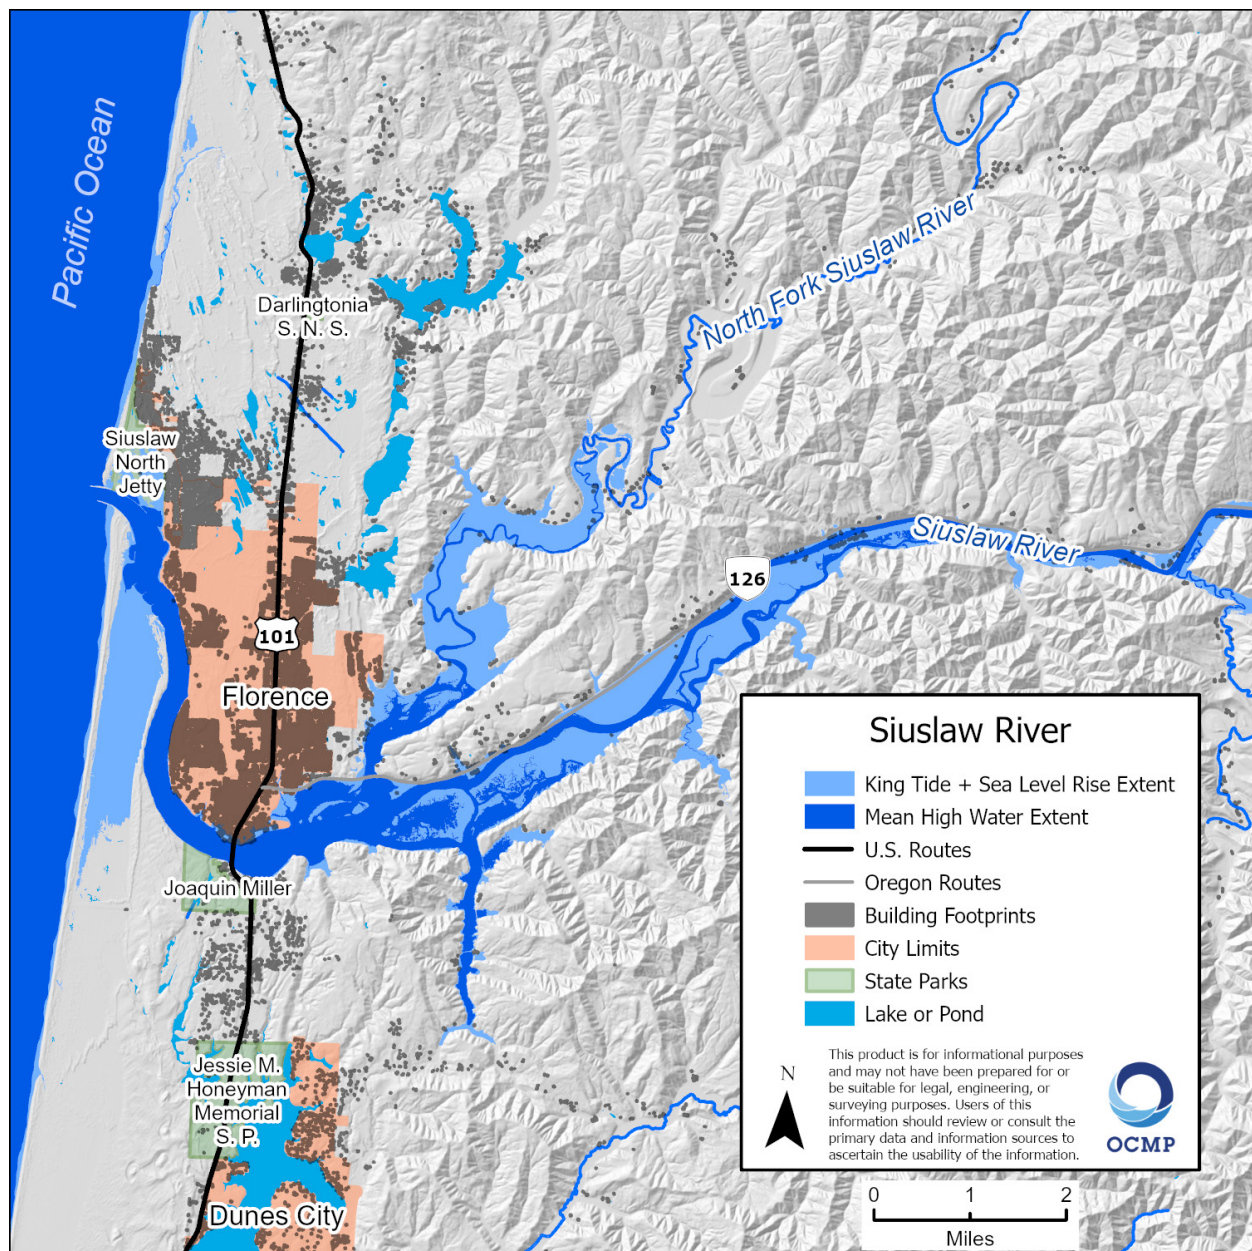 Pacific Ocean
Darlingtonia
S. N. S.
North Fork Siuslaw River
Siuslaw
North
Jetty
Siuslaw River
126
101
Florence
Joaquin Miller
Jessie M.
Honeyman
Memorial
S. P.
Dunes City
Siuslaw River
King Tide + Sea Level Rise Extent
Mean High Water Extent
U.S. Routes
Oregon Routes
Building Footprints
City Limits
State Parks
Lake or Pond
N
This product is for informational purposes
and may not have been prepared for or
be suitable for legal, engineering, or
surveying purposes. Users of this
information should review or consult the
primary data and information sources to
ascertain the usability of the information.
OCMP
0 1 2
Miles